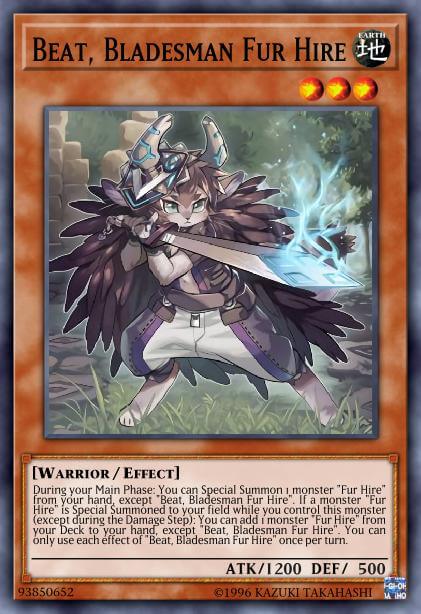 Beat, Bladesman Fur Hire
EARTH
地
[Warrior / Effect]
During your Main Phase: You can Special Summon 1 monster "Fur Hire"
from your hand, except "Beat, Bladesman Fur Hire". If a monster "Fur
Hire" is Special Summoned to your field while you control this monster
(except during the Damage Step): You can add 1 monster "Fur Hire" from
your Deck to your hand, except "Beat, Bladesman Fur Hire". You can
only use each effect of "Beat, Bladesman Fur Hire" once per turn.
ATK/1200 DEF/ 500
93850652
©1996 KAZUKI TAKAHASHI